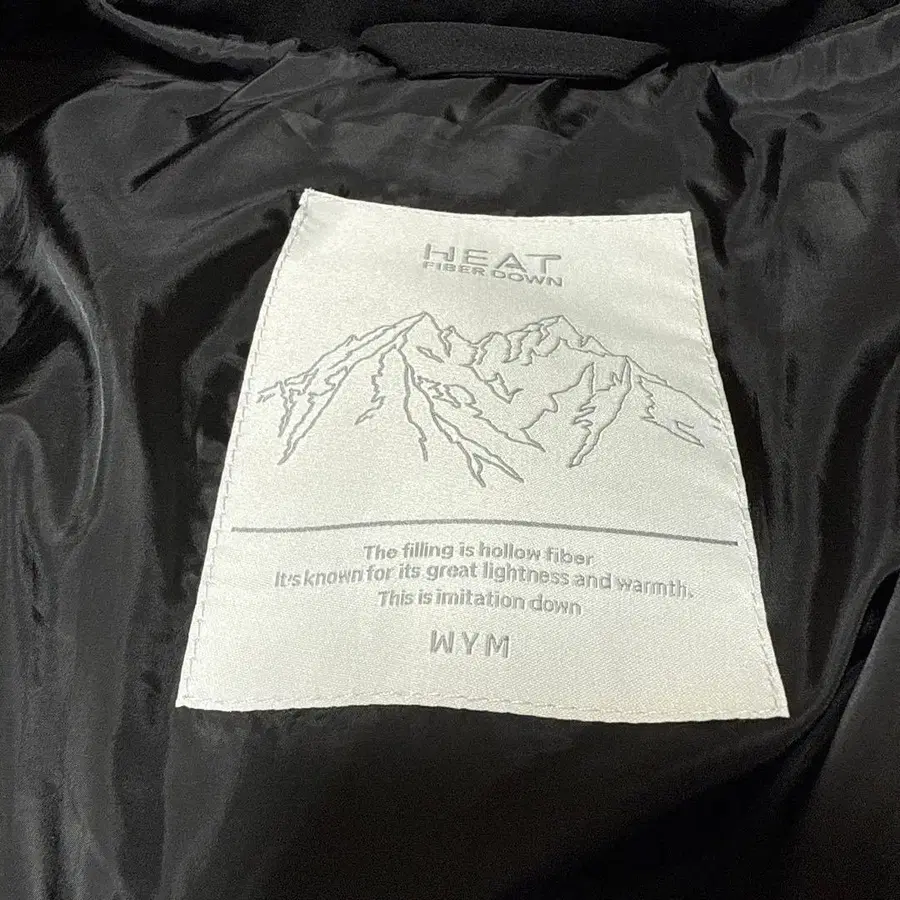 HEAT
FIBER DOWN
The filling is hollow fiber
It's known for its great lightness and warmth.
This is imitation down
WYM